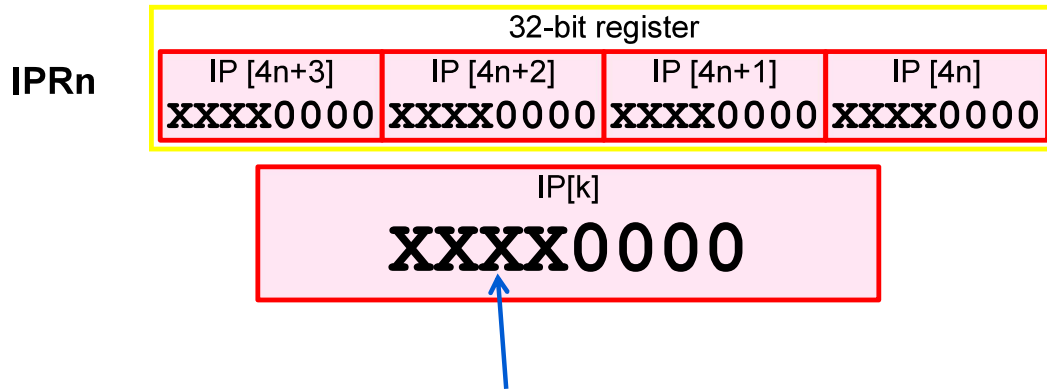 32-bit register
IPRn
IP [4n+3] IP [4n+2] IP [4n+1] IP [4n]
xxxx0000 xxxx0000 xxxx0000 xxxx0000
IP[k]
xxxx0000